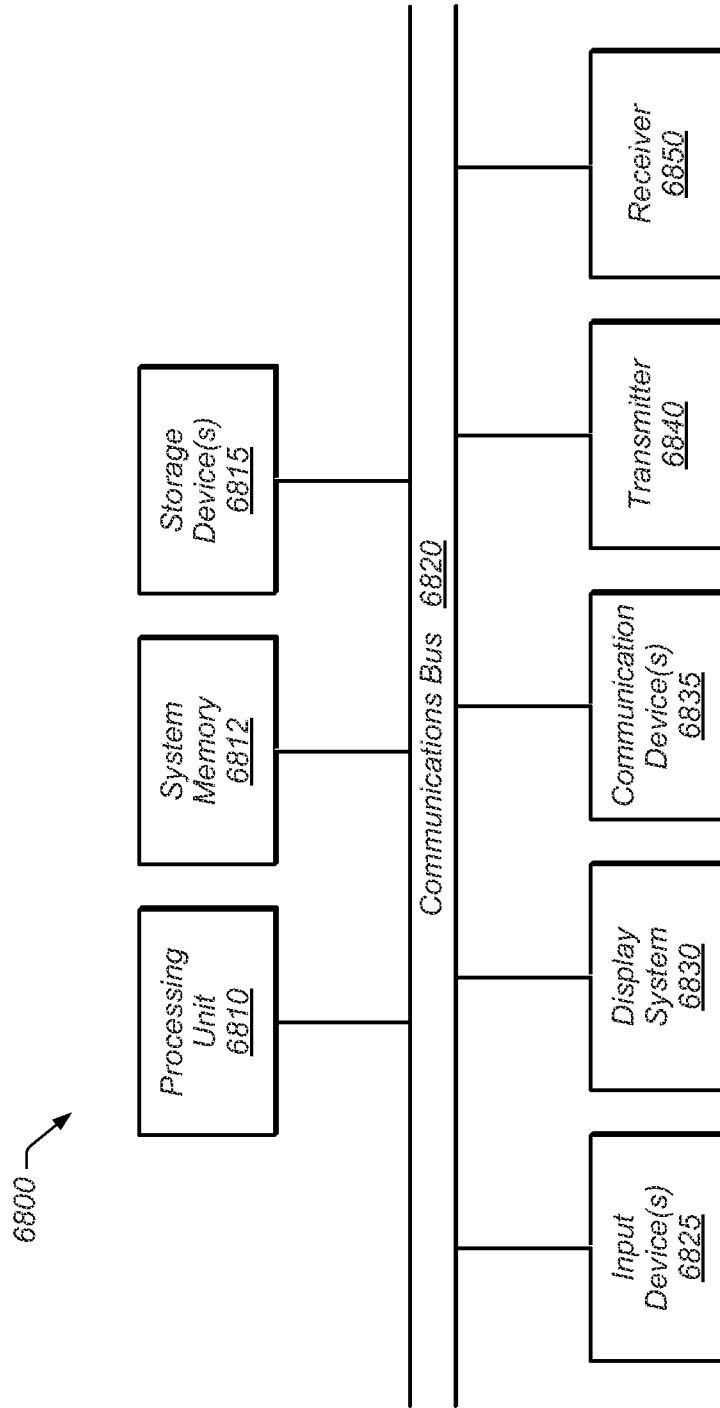 6800
Processing
Unit
6810
System
Memory
6812
Storage
Device(s)
6815
Communications Bus 6820
Input
Device(s)
6825
Display
System
6830
Communication
Device(s)
6835
Transmitter
6840
Receiver
6850